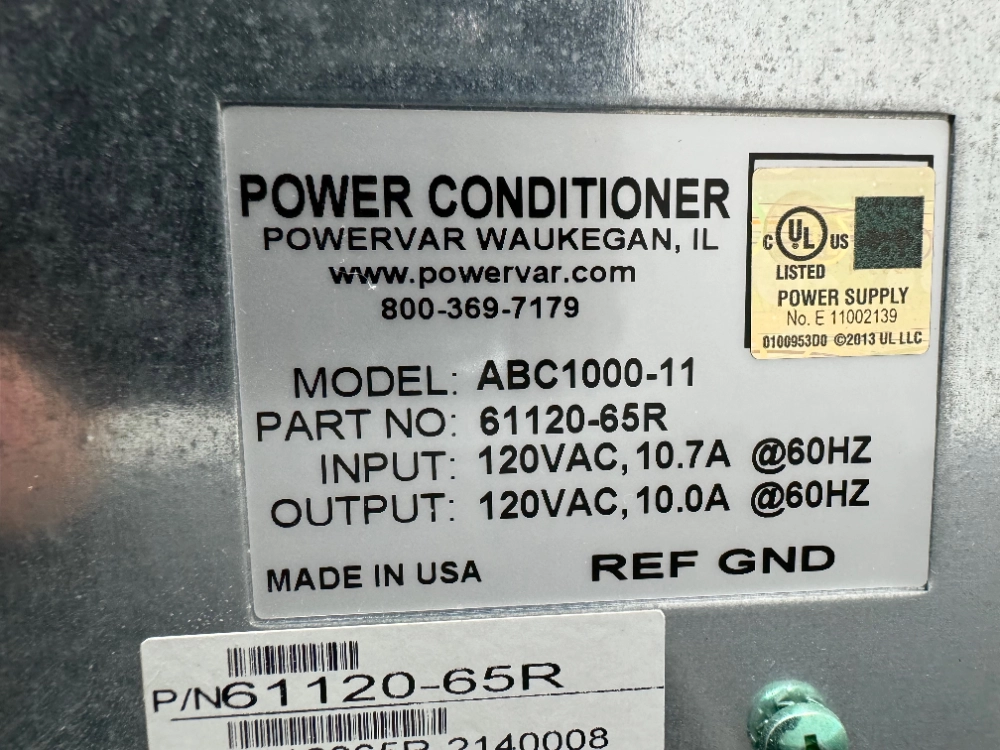 POWER CONDITIONER
POWERVAR WAUKEGAN, IL
www.powervar.com
800-369-7179
C UL US
LISTED
POWER SUPPLY
No. E 11002139
0100953D0 ©2013 UL LLC
MODEL: ABC1000-11
PART NO: 61120-65R
INPUT: 120VAC, 10.7A @60HZ
OUTPUT: 120VAC, 10.0A @60HZ
MADE IN USA REF GND
P/N61120-65R
2140008